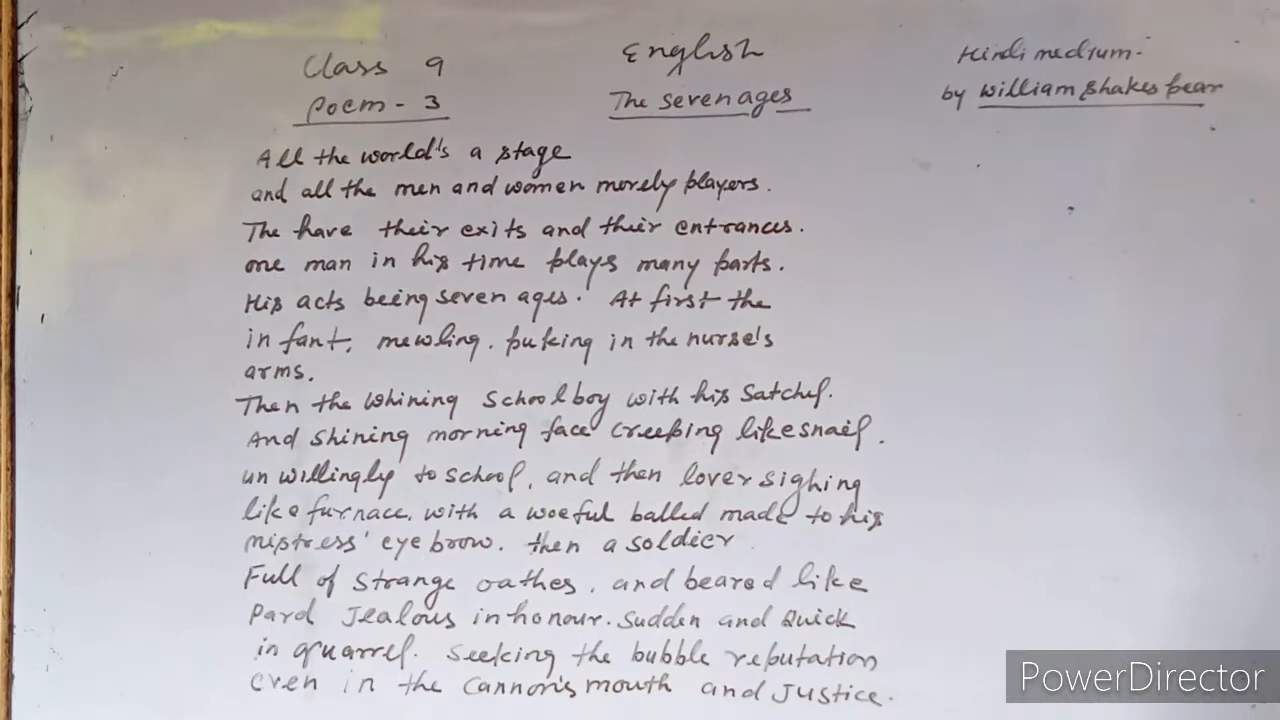 Class 9 English Hindi medium-
Poem - 3 The seven ages by William Shakes pear
All the world's a stage
and all the men and women merely players.
The have their exits and their entrances.
one man in his time plays many parts.
His acts being seven ages. At first the
in fant, mewling. puking in the nurse's
arms.
Then the whining School boy with his Satchel.
And shining morning face creeping like snail.
un willingly to school, and then lover sighing
like furnace, with a woeful balled made to his
mistress' eye brow. then a soldier
Full of strange oathes, and beared like
Pard Jealous in honour. Sudden and Quick
in quarrel. Seeking the bubble reputation
even in the Cannon's mouth and Justice.
PowerDirector